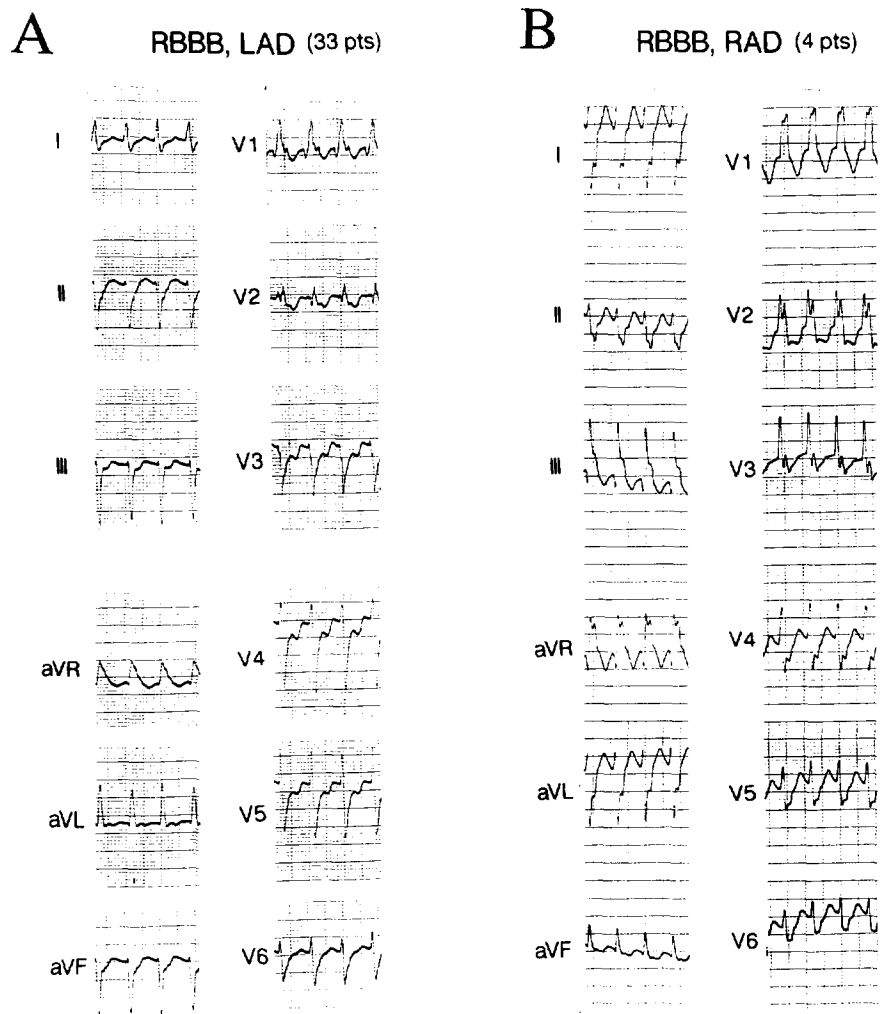 A
RBBB, LAD (33 pts)
I
II
III
aVR
aVL
aVF
V1
V2
V3
V4
V5
V6
B
RBBB, RAD (4 pts)
I
II
III
aVR
aVL
aVF
V1
V2
V3
V4
V5
V6